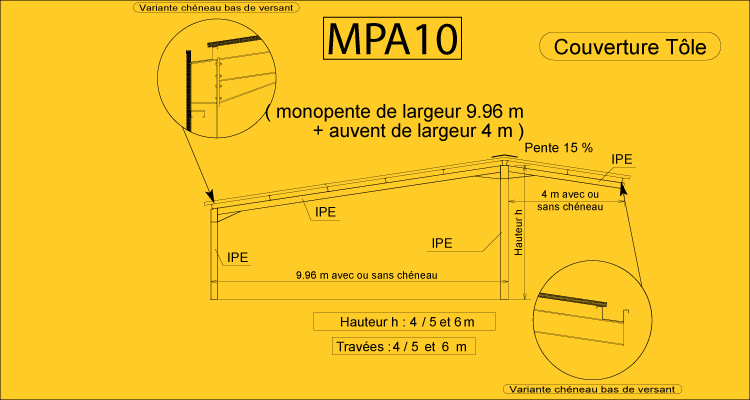 Variante chéneau bas de versant
MPA10
Couverture Tôle
( monopente de largeur 9.96 m
+ auvent de largeur 4 m )
Pente 15 %
IPE
4 m avec ou
sans chéneau
IPE
Hauteur h
IPE
IPE
9.96 m avec ou sans chéneau
Hauteur h : 4 / 5 et 6 m
Travées : 4 / 5 et 6 m
Variante chéneau bas de versant